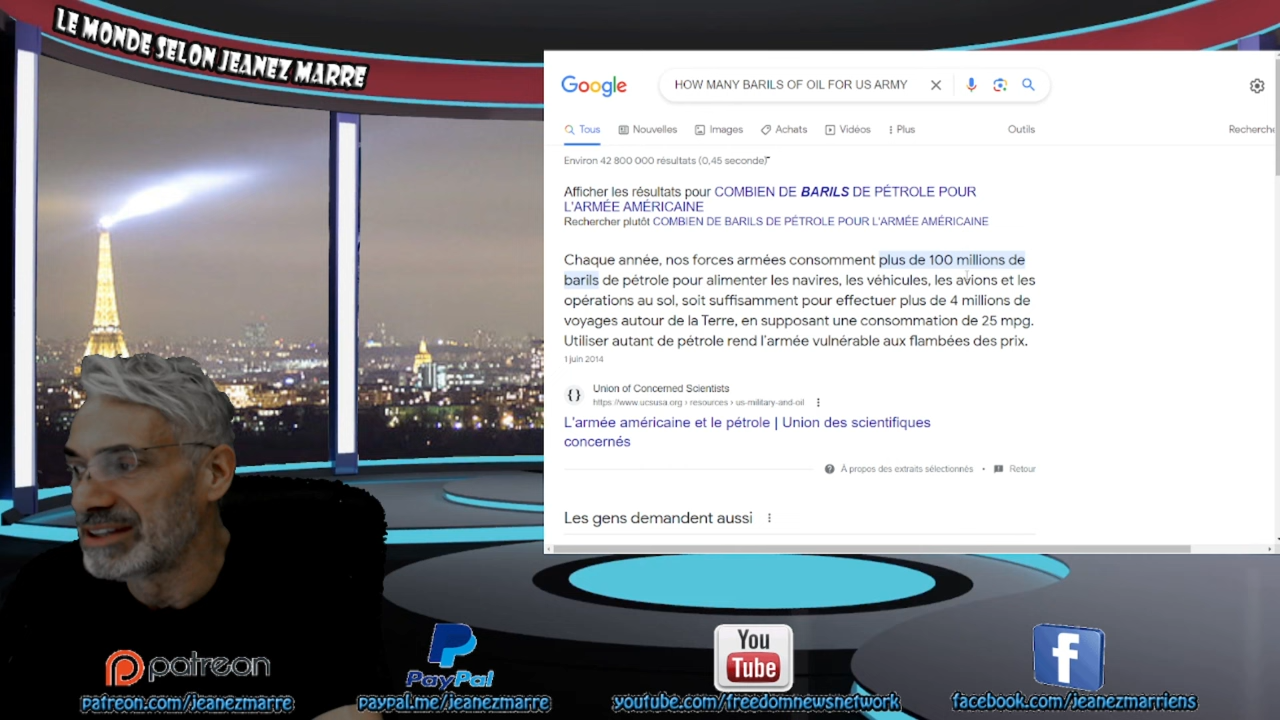 LE MONDE SELON JEANEZ MARRE
Google
HOW MANY BARILS OF OIL FOR US ARMY
Tous
Nouvelles
Images
Achats
Vidéos
Plus
Outils
Recherche
Environ 42 800 000 résultats (0,45 seconde)
Afficher les résultats pour COMBIEN DE BARILS DE PÉTROLE POUR
L'ARMÉE AMÉRICAINE
Rechercher plutôt COMBIEN DE BARILS DE PÉTROLE POUR L'ARMÉE AMÉRICAINE
Chaque année, nos forces armées consomment plus de 100 millions de
barils de pétrole pour alimenter les navires, les véhicules, les avions et les
opérations au sol, soit suffisamment pour effectuer plus de 4 millions de
voyages autour de la Terre, en supposant une consommation de 25 mpg.
Utiliser autant de pétrole rend l'armée vulnérable aux flambées des prix.
1 juin 2014
Union of Concerned Scientists
https://www.ucsusa.org › resources › us-military-and-oil
L'armée américaine et le pétrole | Union des scientifiques
concernés
À propos des extraits sélectionnés • Retour
Les gens demandent aussi
patreon
patreon.com/jeanezmarre
PayPal
paypal.me/jeanezmarre
You
Tube
youtube.com/freedomnewsnetwork
f
facebook.com/jeanezmarriens